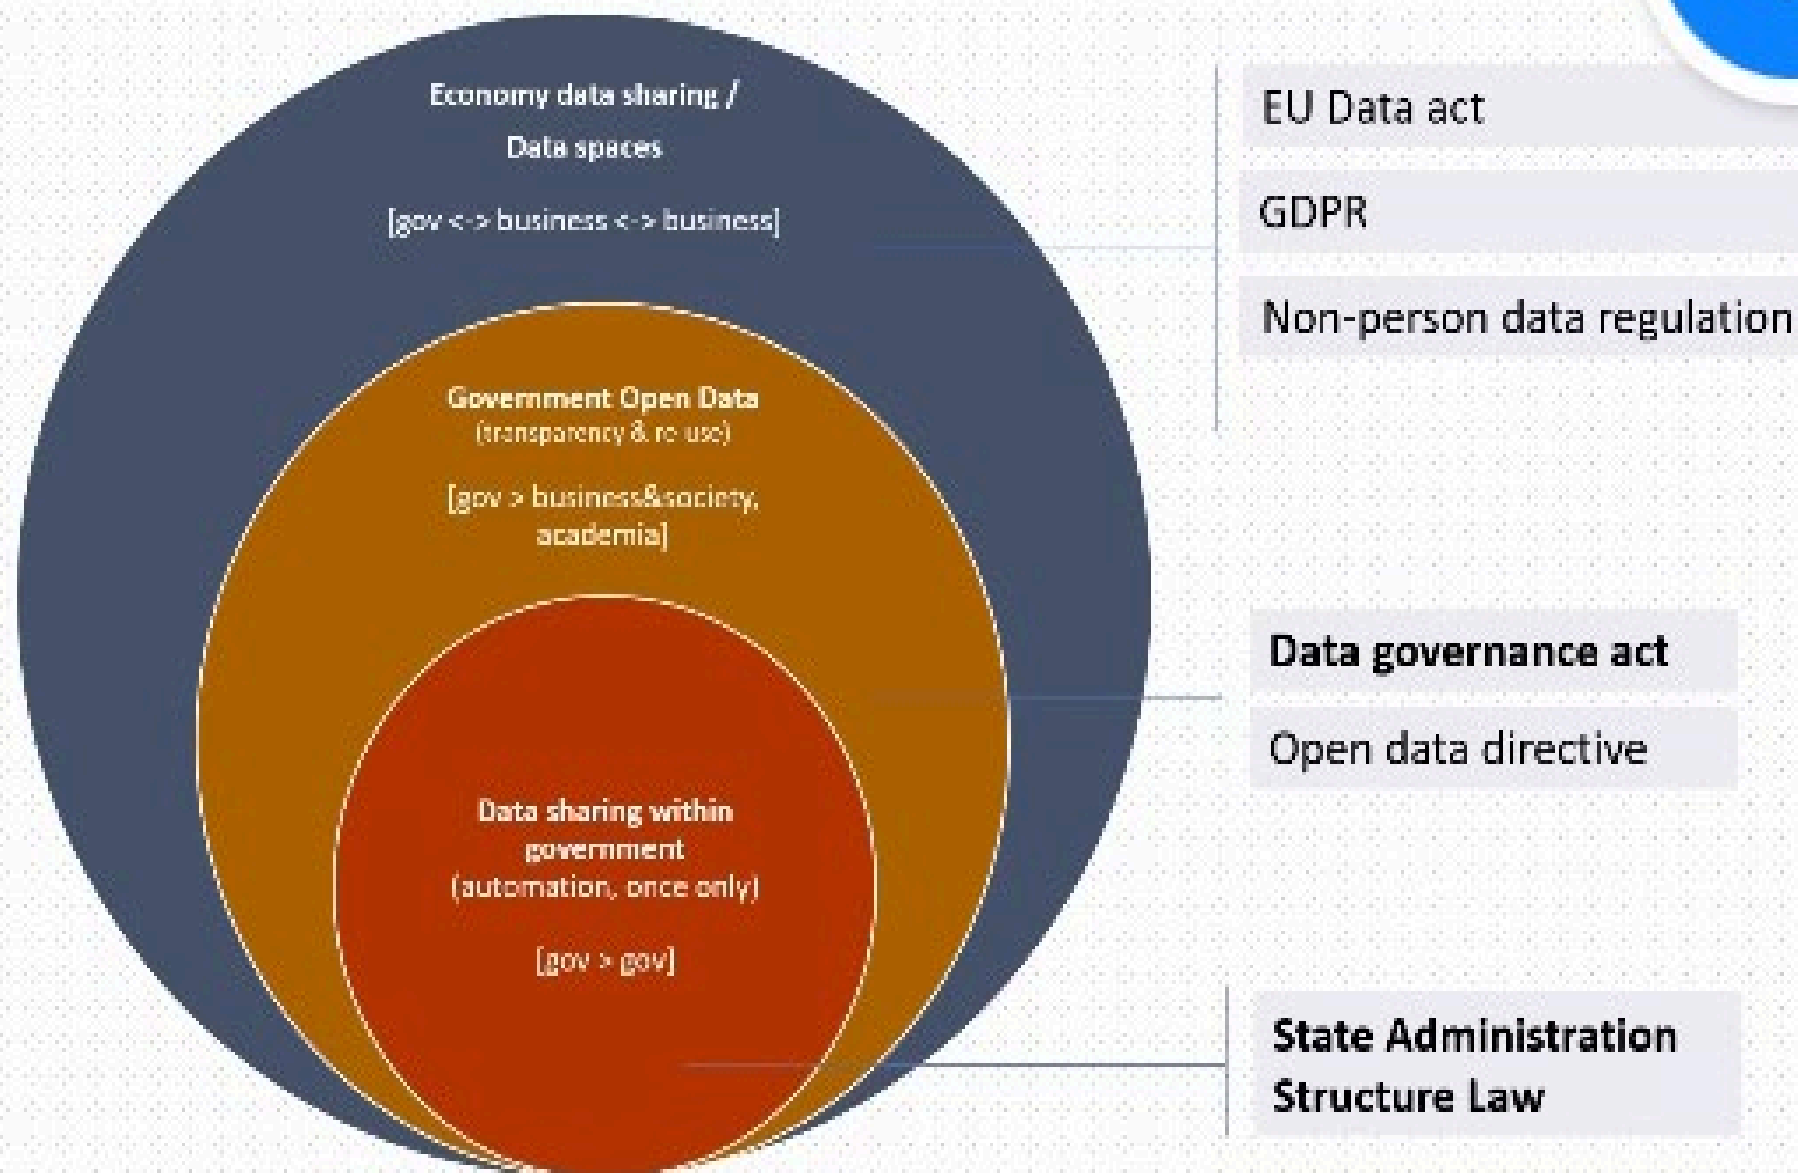 Economy data sharing /
Data spaces
[gov <-> business <-> business]
Government Open Data
(transparency & re-use)
[gov > business&society,
academia]
Data sharing within
government
(automation, once only)
[gov > gov]
EU Data act
GDPR
Non-person data regulation
Data governance act
Open data directive
State Administration
Structure Law